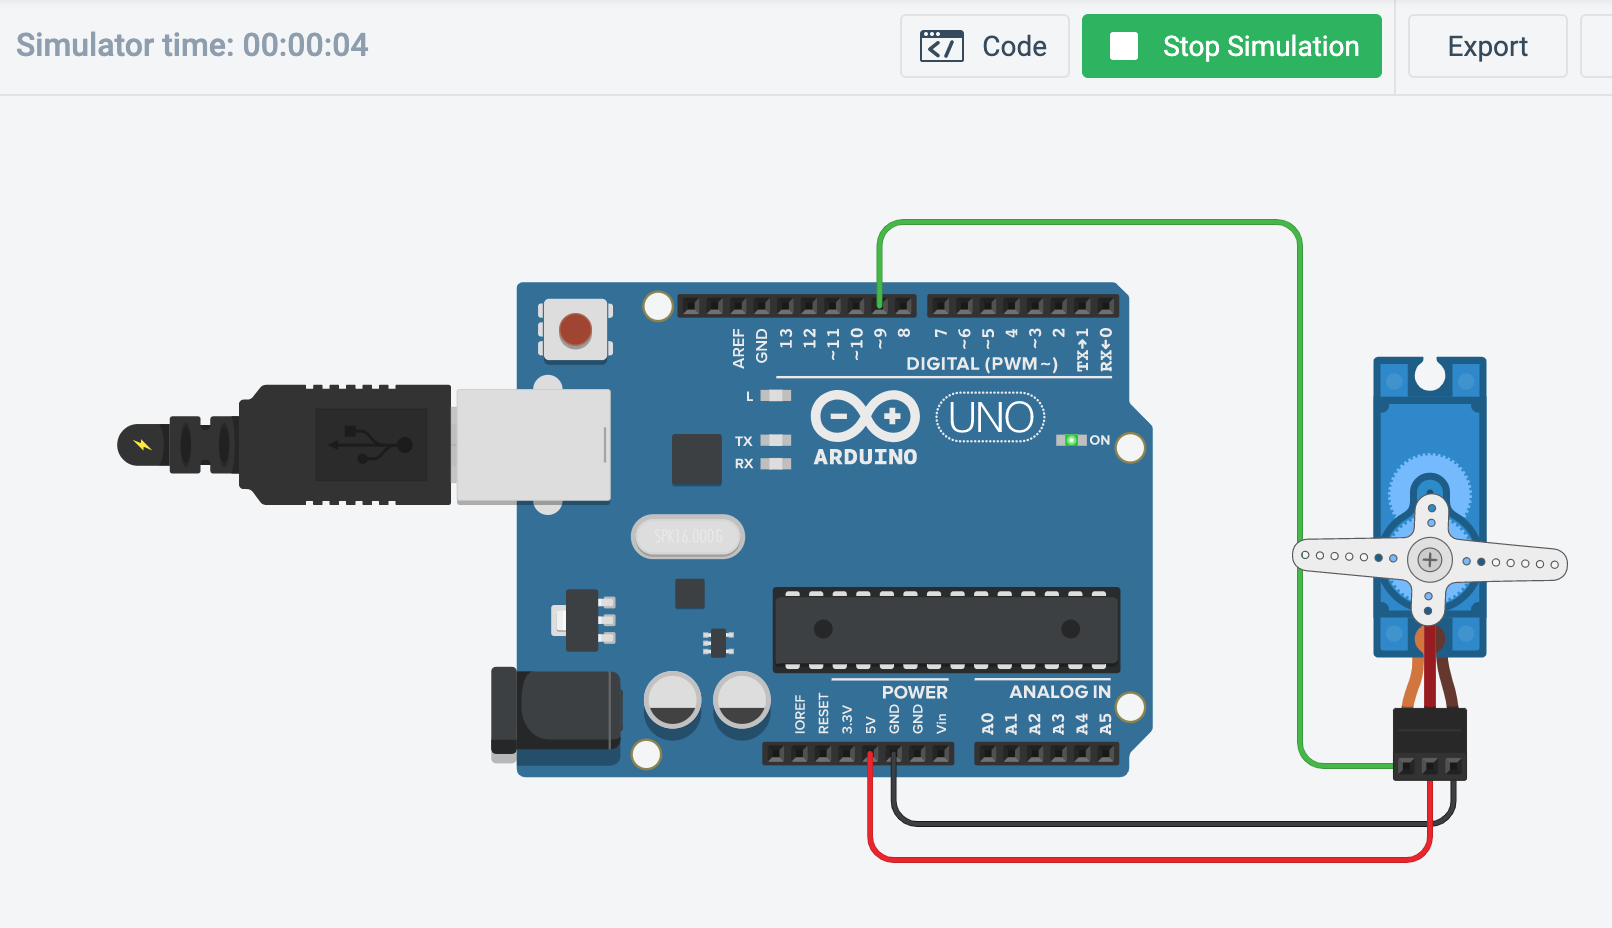 Simulator time: 00:00:04
Code
Stop Simulation
Export
AREF
GND
13
12
~11
~10
~9
8
7
~6
~5
4
~3
2
TX→1
RX←0
DIGITAL (PWM~)
L
TX
RX
UNO
ARDUINO
ON
SPK16.000G
POWER
ANALOG IN
IOREF
RESET
3.3V
5V
GND
GND
Vin
A0
A1
A2
A3
A4
A5